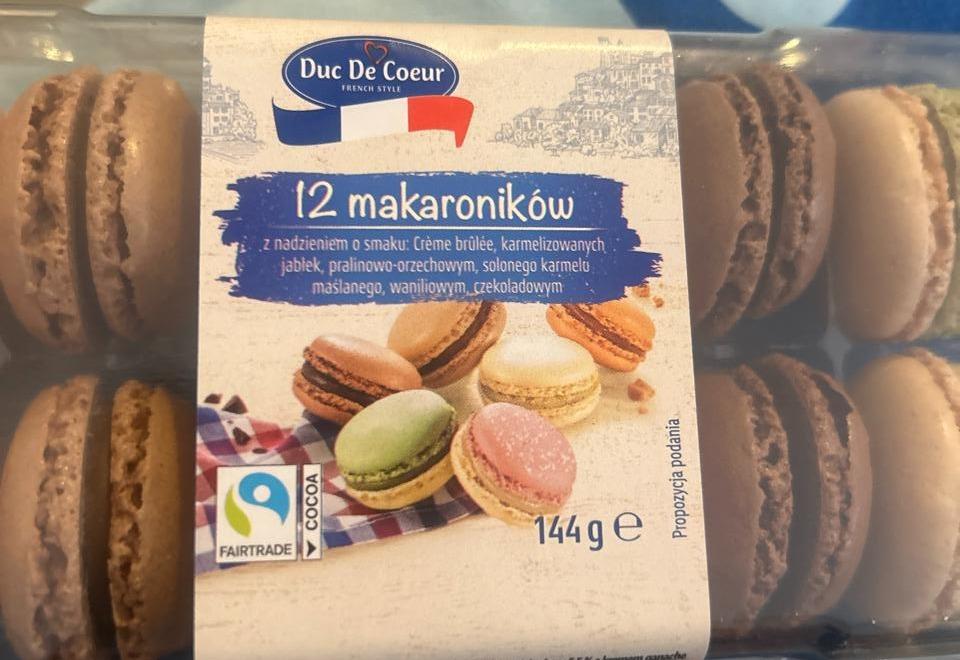 Duc De Coeur
FRENCH STYLE
12 makaroników
z nadzieniem o smaku: Crème brûlée, karmelizowanych
jabłek, pralinowo-orzechowym, solonego karmelu
maślanego, waniliowym, czekoladowym
FAIRTRADE
COCOA
144 g ℮
Propozycja podania